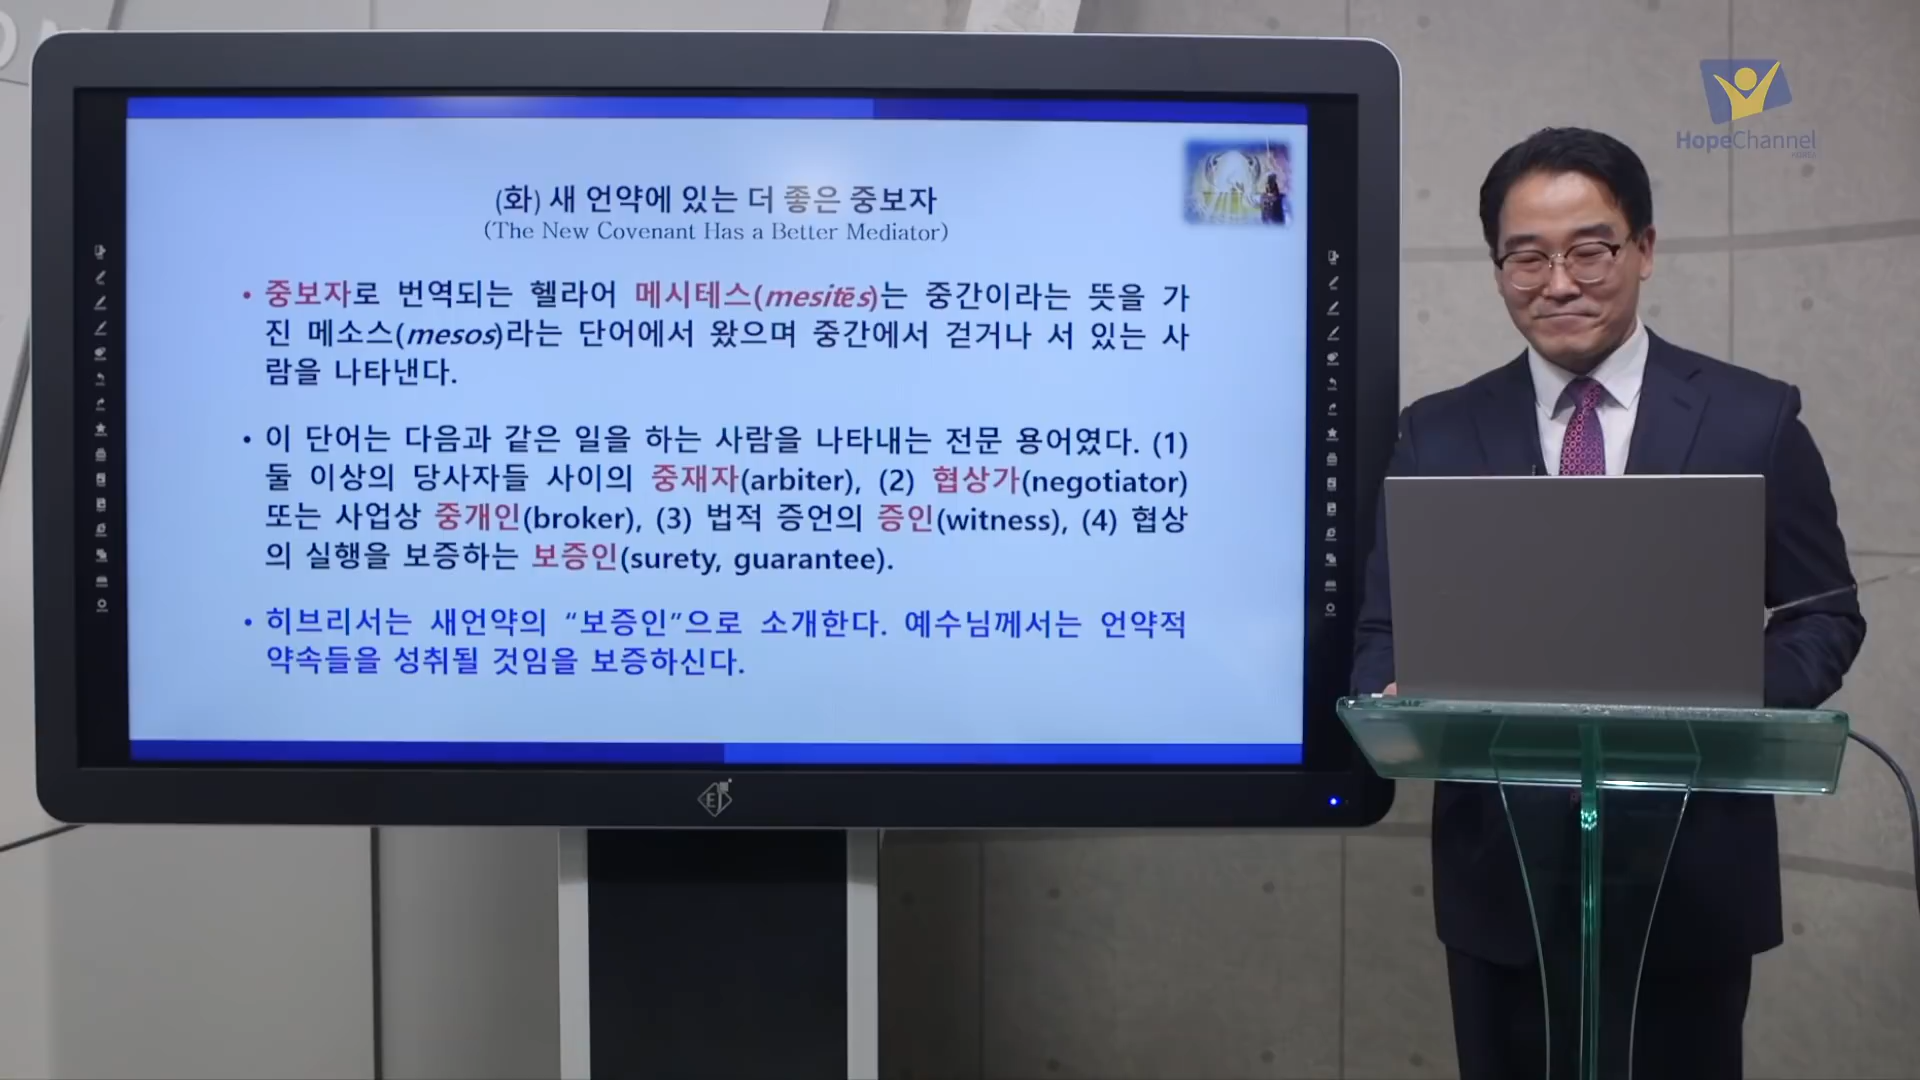 HopeChannel
KOREA
(화) 새 언약에 있는 더 좋은 중보자
(The New Covenant Has a Better Mediator)
• 중보자로 번역되는 헬라어 메시테스(mesitēs)는 중간이라는 뜻을 가
진 메소스(mesos)라는 단어에서 왔으며 중간에서 걷거나 서 있는 사
람을 나타낸다.
• 이 단어는 다음과 같은 일을 하는 사람을 나타내는 전문 용어였다. (1)
둘 이상의 당사자들 사이의 중재자(arbiter), (2) 협상가(negotiator)
또는 사업상 중개인(broker), (3) 법적 증언의 증인(witness), (4) 협상
의 실행을 보증하는 보증인(surety, guarantee).
• 히브리서는 새언약의 “보증인”으로 소개한다. 예수님께서는 언약적
약속들을 성취될 것임을 보증하신다.